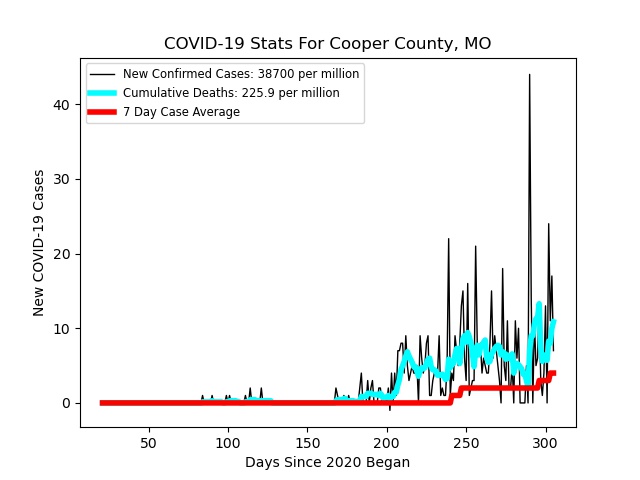 COVID-19 Stats For Cooper County, MO
New Confirmed Cases: 38700 per million
Cumulative Deaths: 225.9 per million
7 Day Case Average
New COVID-19 Cases
40
30
20
10
0
50 100 150 200 250 300
Days Since 2020 Began